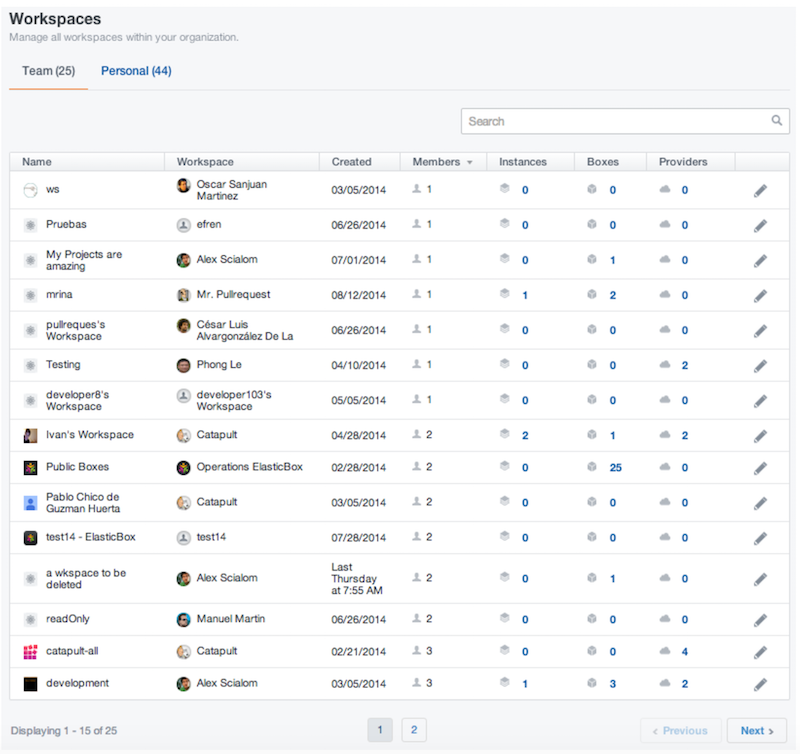 Workspaces
Manage all workspaces within your organization.
Team (25) Personal (44)
Search
Name Workspace Created Members Instances Boxes Providers
ws Oscar Sanjuan Martinez 03/05/2014 1 0 0 0
Pruebas efren 06/26/2014 1 0 0 0
My Projects are amazing Alex Scialom 07/01/2014 1 0 1 0
mrina Mr. Pullrequest 08/12/2014 1 1 2 0
pullreques's Workspace César Luis Alvargonzález De La 06/26/2014 1 0 0 0
Testing Phong Le 04/10/2014 1 0 0 2
developer8's Workspace developer103's Workspace 05/05/2014 1 0 0 0
Ivan's Workspace Catapult 04/28/2014 2 2 1 2
Public Boxes Operations ElasticBox 02/28/2014 2 0 25 0
Pablo Chico de Guzman Huerta Catapult 03/05/2014 2 0 0 0
test14 - ElasticBox test14 07/28/2014 2 0 0 0
a wkspace to be deleted Alex Scialom Last Thursday at 7:55 AM 2 0 1 0
readOnly Manuel Martin 06/26/2014 2 0 0 0
catapult-all Catapult 02/21/2014 3 0 0 4
development Alex Scialom 03/05/2014 3 1 3 2
Displaying 1 - 15 of 25 1 2 ‹ Previous Next ›